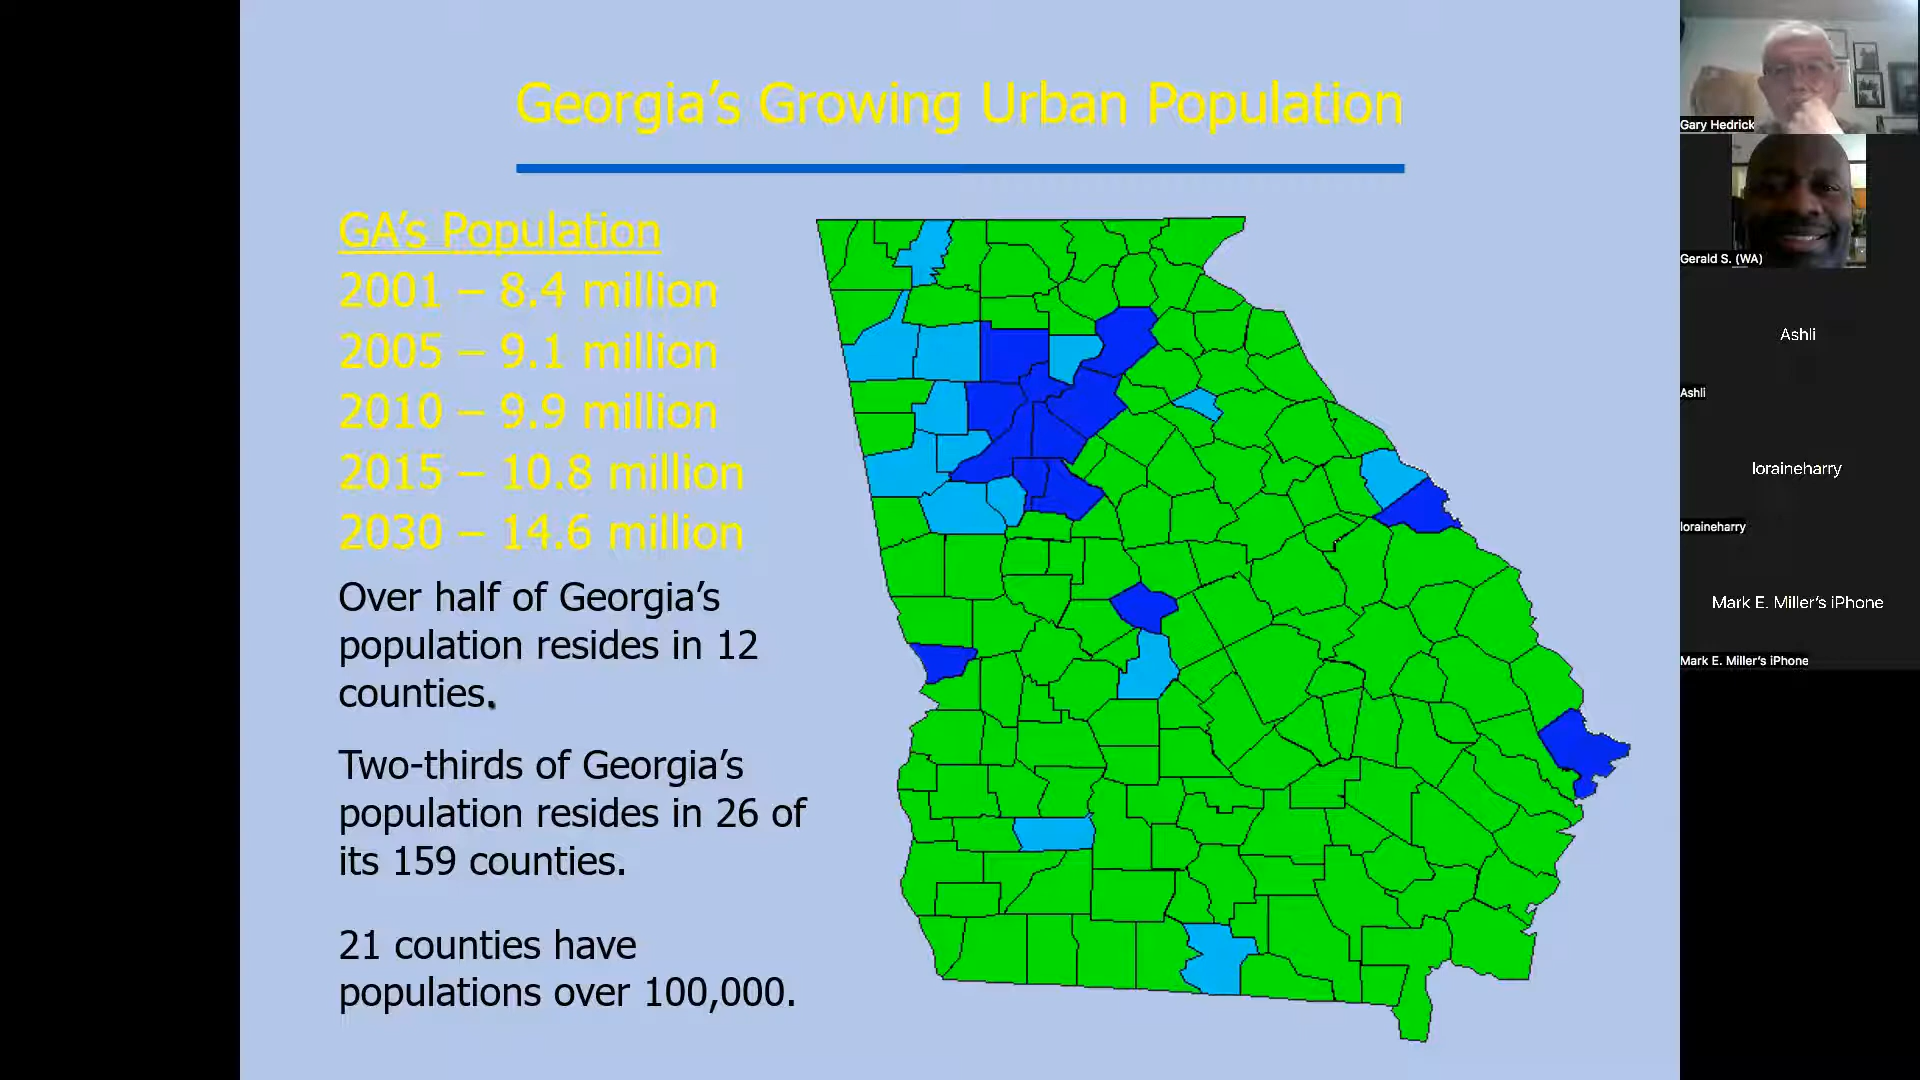 Georgia’s Growing Urban Population
GA’s Population
2001 – 8.4 million
2005 – 9.1 million
2010 – 9.9 million
2015 – 10.8 million
2030 – 14.6 million
Over half of Georgia’s
population resides in 12
counties.
Two-thirds of Georgia’s
population resides in 26 of
its 159 counties.
21 counties have
populations over 100,000.
Gary Hedrick
Gerald S. (WA)
Ashli
Ashli
loraineharry
loraineharry
Mark E. Miller’s iPhone
Mark E. Miller’s iPhone